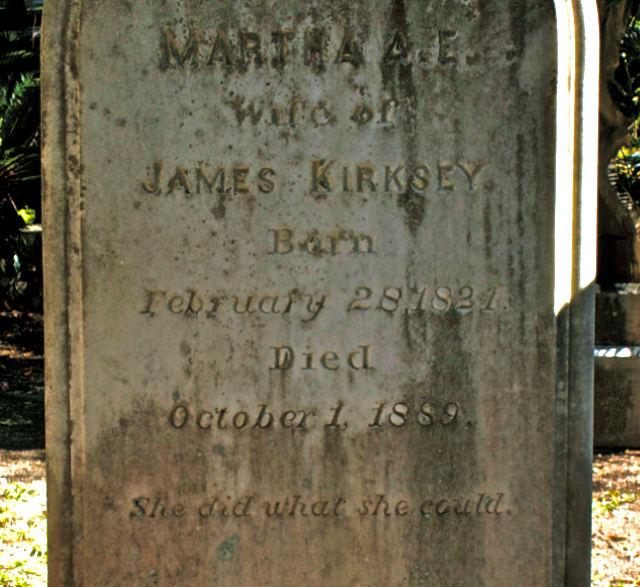 MARTHA A.E.
Wife of
JAMES KIRKSEY.
Born
February 28, 1821.
Died
October 1, 1889.
She did what she could.